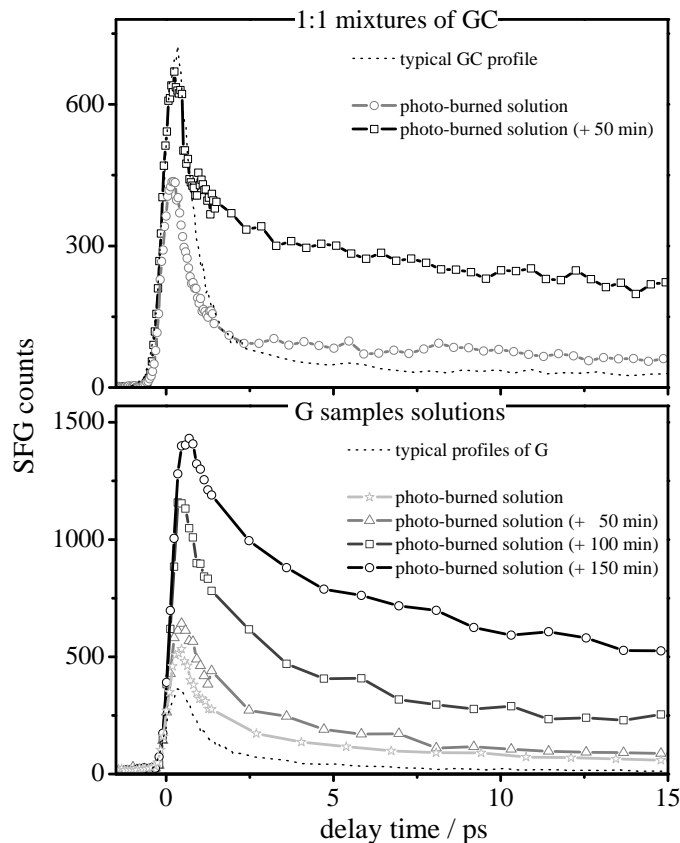 1:1 mixtures of GC
typical GC profile
photo-burned solution
photo-burned solution (+ 50 min)
600
300
0
SFG counts
G samples solutions
typical profiles of G
photo-burned solution
photo-burned solution (+ 50 min)
photo-burned solution (+ 100 min)
photo-burned solution (+ 150 min)
1500
1000
500
0
0 5 10 15
delay time / ps